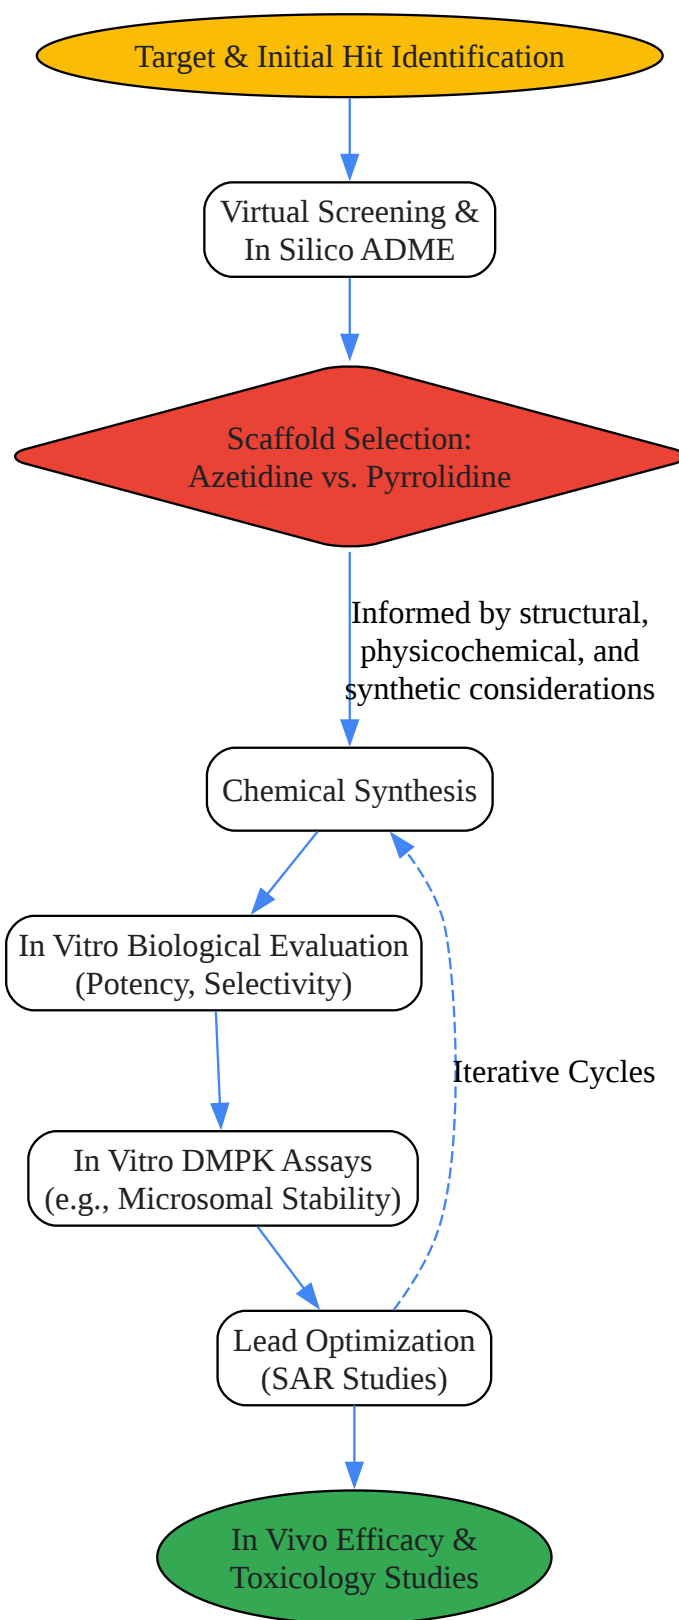 Target & Initial Hit Identification
Virtual Screening &
In Silico ADME
Scaffold Selection:
Azetidine vs. Pyrrolidine
Informed by structural,
physicochemical, and
synthetic considerations
Chemical Synthesis
In Vitro Biological Evaluation
(Potency, Selectivity)
Iterative Cycles
In Vitro DMPK Assays
(e.g., Microsomal Stability)
Lead Optimization
(SAR Studies)
In Vivo Efficacy &
Toxicology Studies